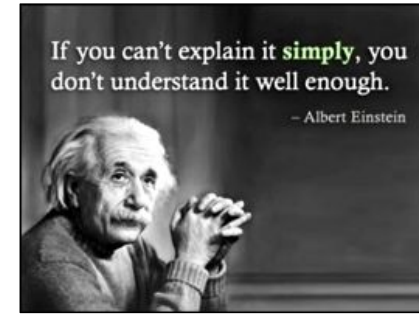 If you can't explain it simply, you
don't understand it well enough.
– Albert Einstein